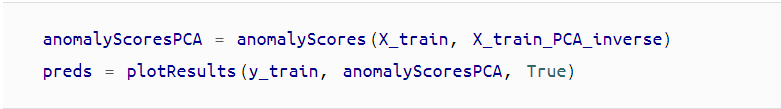 anomalyScoresPCA = anomalyScores(X_train, X_train_PCA_inverse)
preds = plotResults(y_train, anomalyScoresPCA, True)